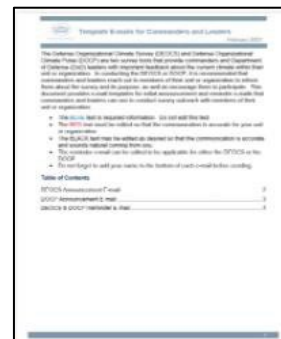 Template E-mails for Commanders and Leaders
February 2022
The Defense Organizational Climate Survey (DEOCS) and Defense Organizational
Climate Pulse (DOCP) are two survey tools that provide commanders and Department
of Defense (DoD) leaders with important feedback about the current climate within their
unit or organization. In conducting the DEOCS or DOCP, it is recommended that
commanders and leaders reach out to members of their unit or organization to inform
them about the survey and its purpose, as well as encourage them to participate. This
document provides e-mail templates for initial announcement and reminder e-mails that
commanders and leaders can use to conduct survey outreach with members of their
unit or organization.
• The text is required information. Do not edit this text.
• The RED text must be edited so that the communication is accurate for your unit
or organization.
• The BLACK text may be edited as desired so that the communication is accurate
and sounds natural coming from you.
• The reminder e-mail can be edited to be applicable for either the DEOCS or the
DOCP.
• Do not forget to add your name to the bottom of each e-mail before sending.
Table of Contents
DEOCS Announcement E-mail
DOCP Announcement E-mail
DEOCS & DOCP Reminder E-mail